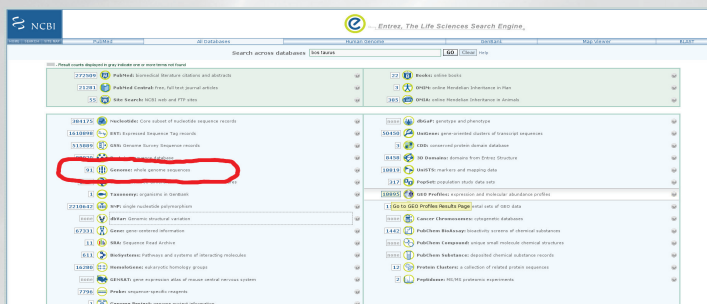 NCBI
Entrez, The Life Sciences Search Engine
PubMed All Databases Human Genome GenBank Map Viewer BLAST
Search across databases bos taurus GO Clear Help
- Result counts displayed in gray indicate one or more terms not found
272509 PubMed: biomedical literature citations and abstracts
23281 PubMed Central: free, full text journal articles
55 Site Search: NCBI web and FTP sites
22 Books: online books
3 OMIM: online Mendelian Inheritance in Man
385 OMIA: online Mendelian Inheritance in Animals
384175 Nucleotide: Core subset of nucleotide sequence records
1610898 EST: Expressed Sequence Tag records
515889 GSS: Genome Survey Sequence records
91 Genome: whole genome sequences
1 Taxonomy: organisms in GenBank
2210642 SNP: single nucleotide polymorphism
dbVar: Genomic structural variation
67331 Gene: gene-centered information
11 SRA: Sequence Read Archive
611 BioSystems: Pathways and systems of interacting molecules
16280 HomoloGene: eukaryotic homology groups
GENSAT: gene expression atlas of mouse central nervous system
7796 Probe: sequence-specific reagents
dbGaP: genotype and phenotype
50450 UniGene: gene-oriented clusters of transcript sequences
5 CDD: conserved protein domain database
8458 3D Domains: domains from Entrez Structure
10819 UniSTS: markers and mapping data
317 PopSet: population study data sets
10895 GEO Profiles: expression and molecular abundance profiles
Go to GEO Profiles Results Page
sets of GEO data
Cancer Chromosomes: cytogenetic databases
1442 PubChem BioAssay: bioactivity screens of chemical substances
PubChem Compound: unique small molecule chemical structures
PubChem Substance: deposited chemical substance records
12 Protein Clusters: a collection of related protein sequences
2 Peptidome: MS/MS proteomics experiments